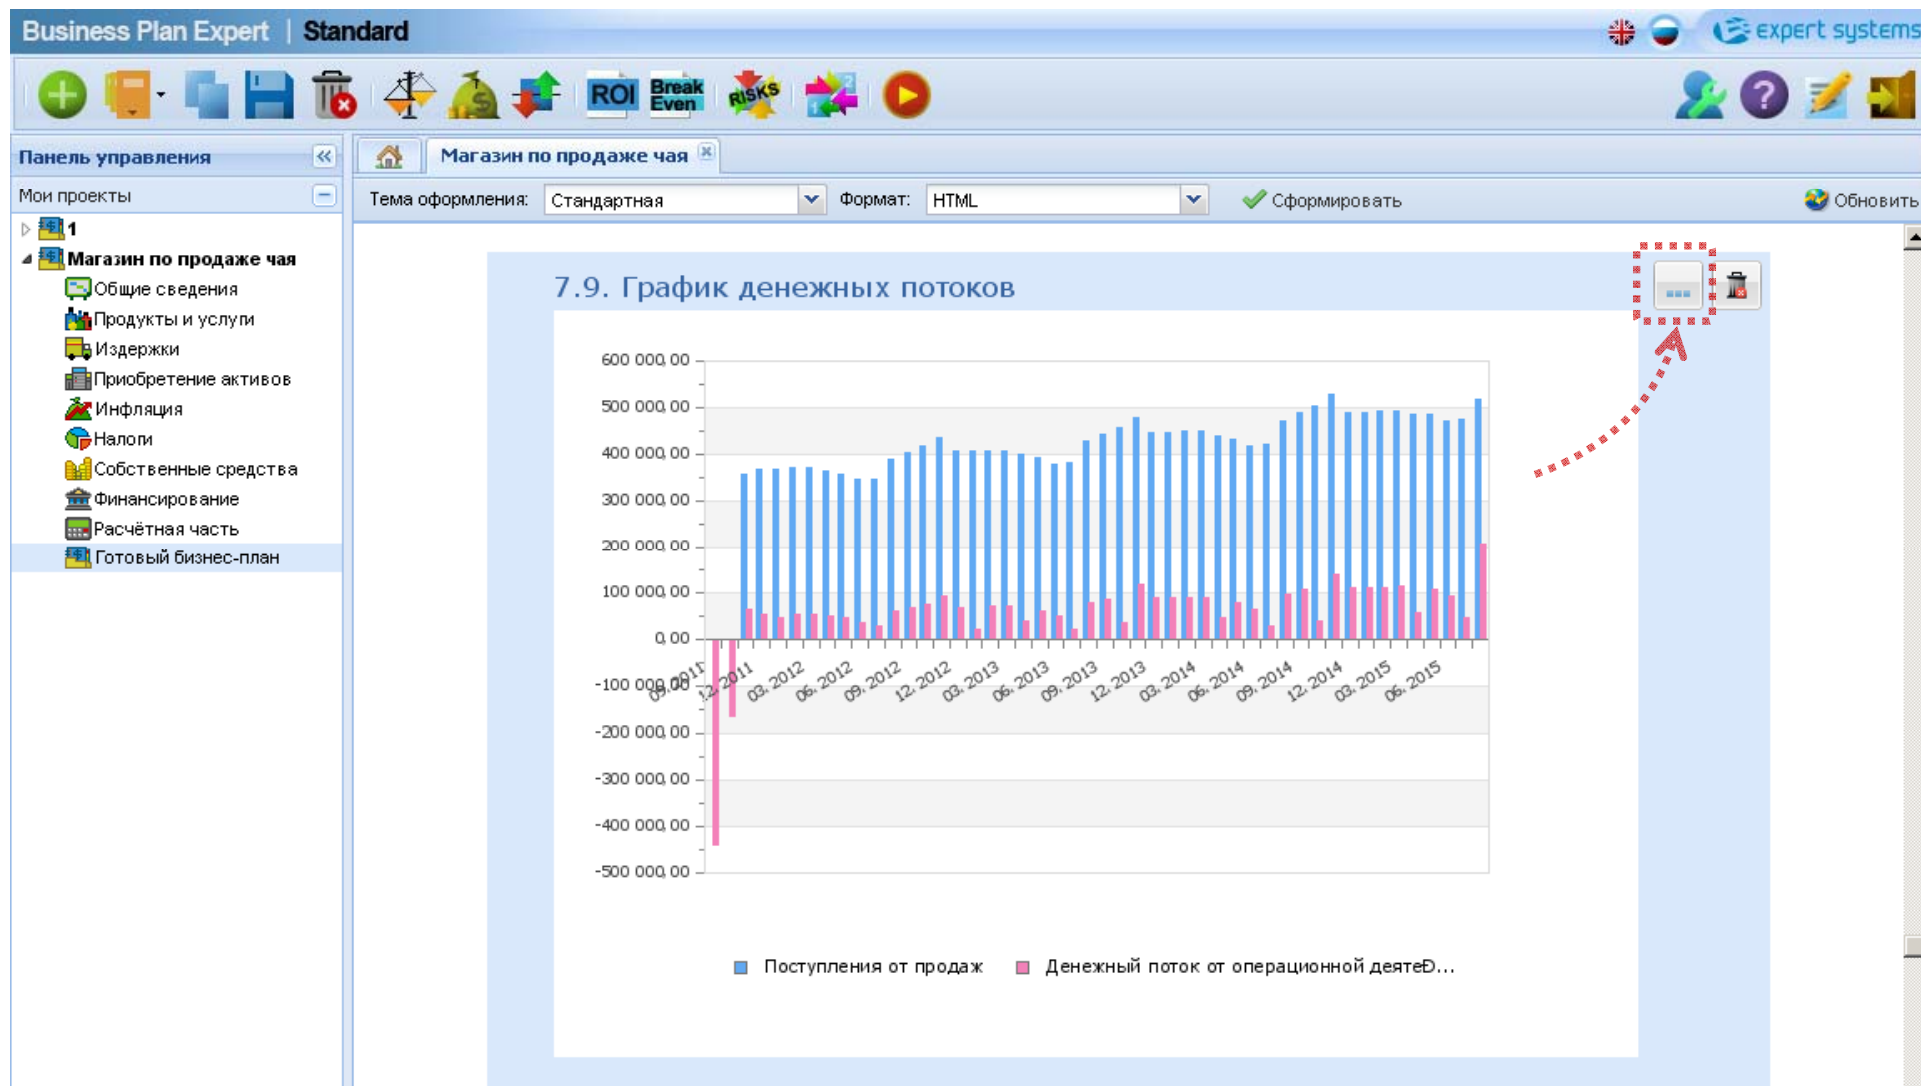 Business Plan Expert | Standard
expert systems
ROI
Break
Even
RISKS
2
1
?
Панель управления
Магазин по продаже чая
Мои проекты
Тема оформления: Стандартная Формат: HTML Сформировать Обновить
1
Магазин по продаже чая
Общие сведения
Продукты и услуги
Издержки
Приобретение активов
Инфляция
Налоги
Собственные средства
Финансирование
Расчётная часть
Готовый бизнес-план
7.9. График денежных потоков
...
600 000,00
500 000,00
400 000,00
300 000,00
200 000,00
100 000,00
0,00
-100 000,00
-200 000,00
-300 000,00
-400 000,00
-500 000,00
09.2011 12.2011 03.2012 06.2012 09.2012 12.2012 03.2013 06.2013 09.2013 12.2013 03.2014 06.2014 09.2014 12.2014 03.2015 06.2015
Поступления от продаж Денежный поток от операционной деятеÐ...